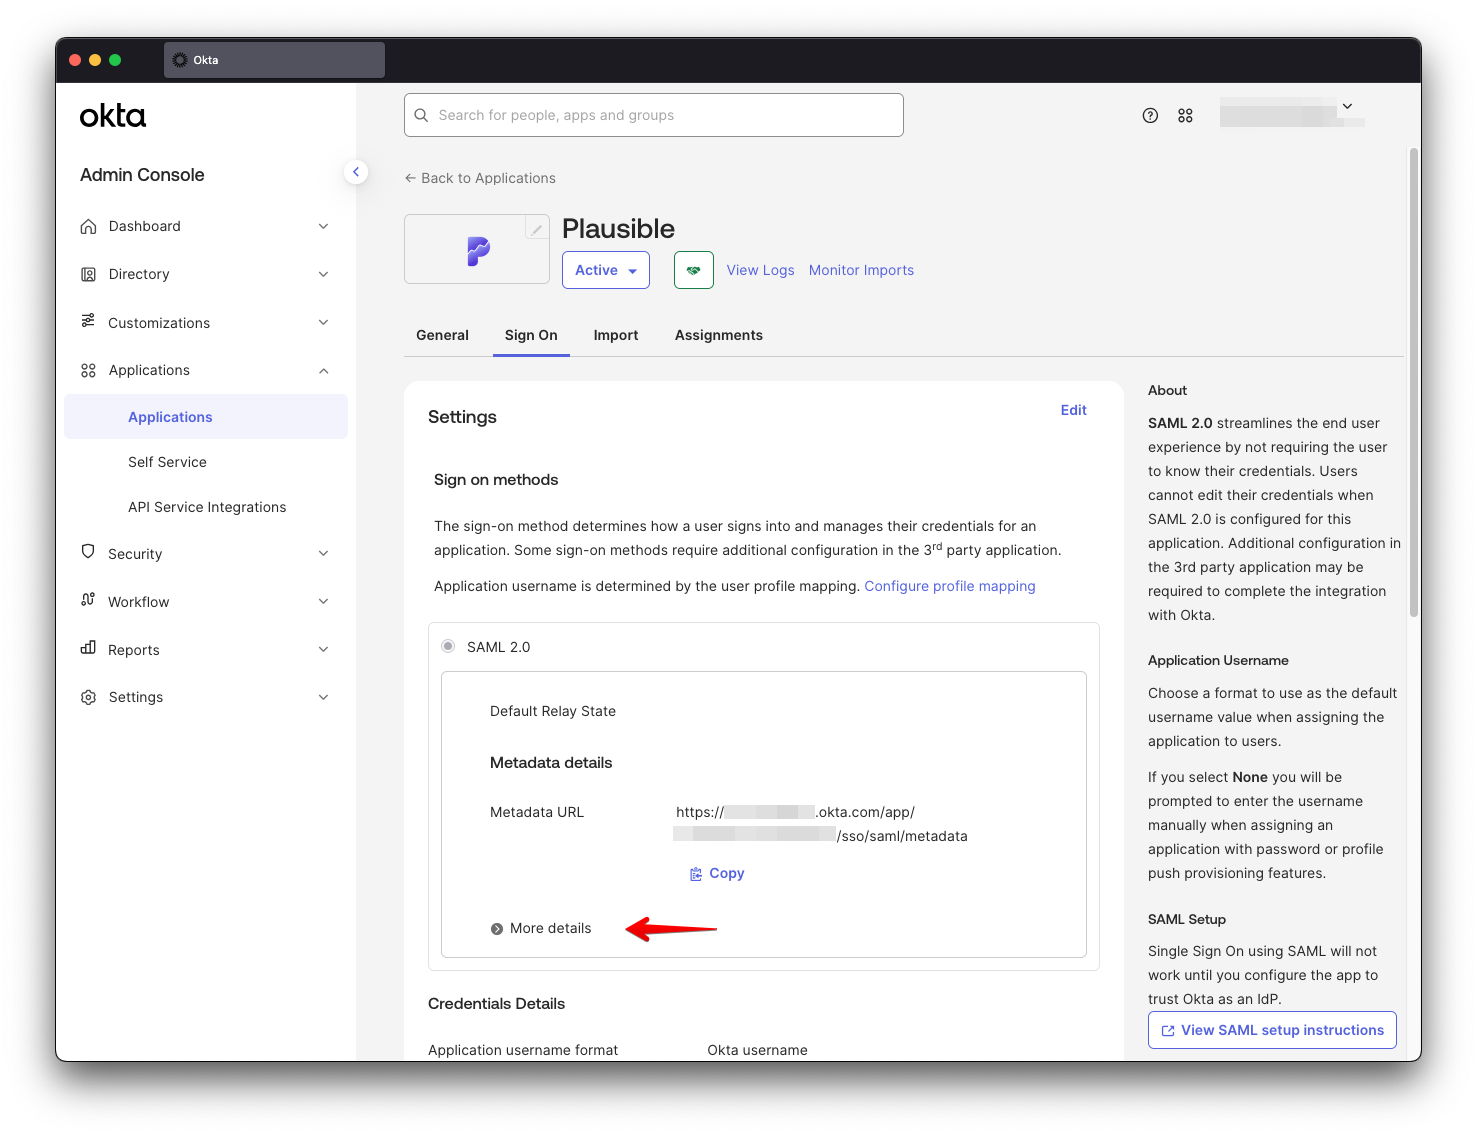 Okta
okta
Search for people, apps and groups
Admin Console
Dashboard
Directory
Customizations
Applications
Applications
Self Service
API Service Integrations
Security
Workflow
Reports
Settings
← Back to Applications
Plausible
Active
View Logs
Monitor Imports
General
Sign On
Import
Assignments
Settings
Edit
Sign on methods
The sign-on method determines how a user signs into and manages their credentials for an
application. Some sign-on methods require additional configuration in the 3rd party application.
Application username is determined by the user profile mapping. Configure profile mapping
SAML 2.0
Default Relay State
Metadata details
Metadata URL
https://
.okta.com/app/
/sso/saml/metadata
Copy
More details
Credentials Details
Application username format
Okta username
About
SAML 2.0 streamlines the end user
experience by not requiring the user
to know their credentials. Users
cannot edit their credentials when
SAML 2.0 is configured for this
application. Additional configuration in
the 3rd party application may be
required to complete the integration
with Okta.
Application Username
Choose a format to use as the default
username value when assigning the
application to users.
If you select None you will be
prompted to enter the username
manually when assigning an
application with password or profile
push provisioning features.
SAML Setup
Single Sign On using SAML will not
work until you configure the app to
trust Okta as an IdP.
View SAML setup instructions